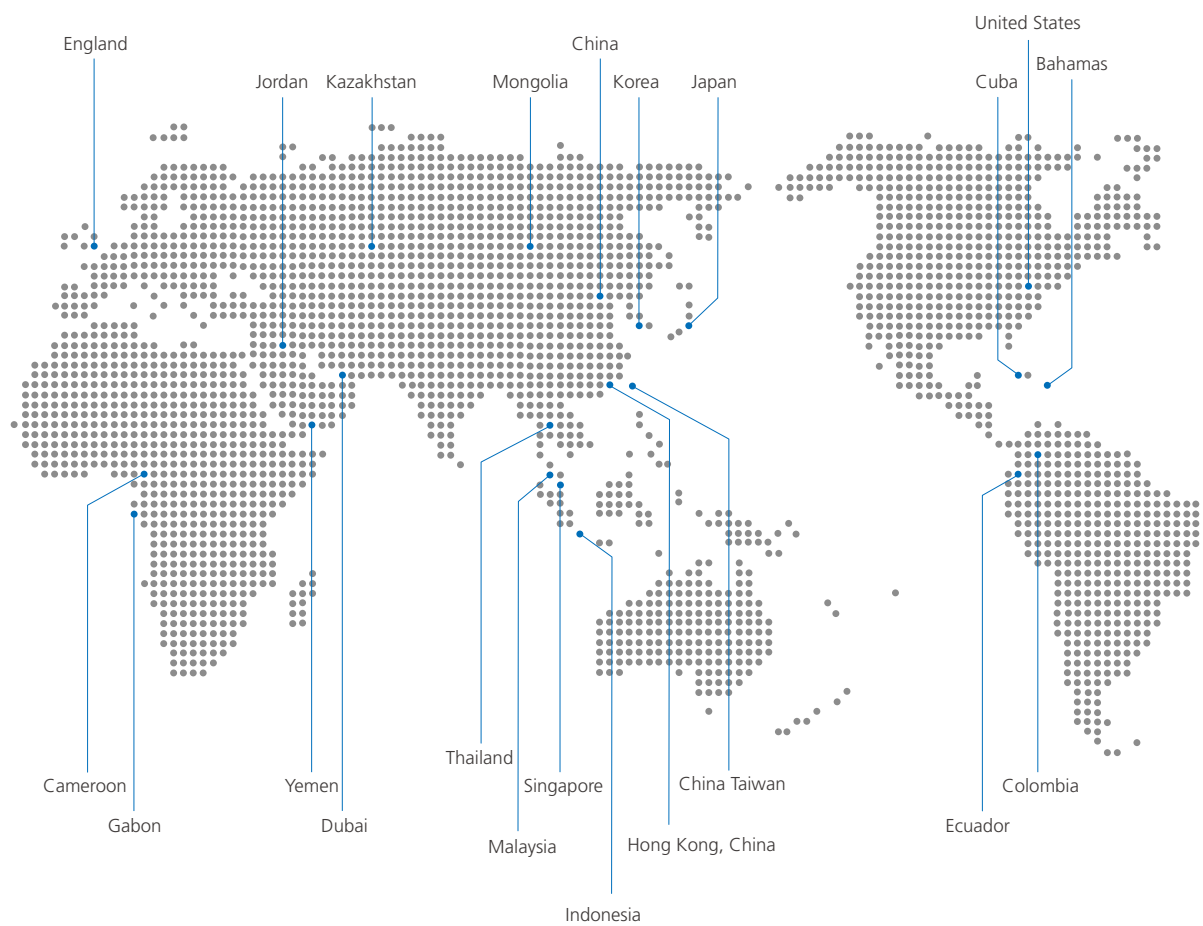 United States
England
China
Bahamas
Jordan
Kazakhstan
Mongolia
Korea
Japan
Cuba
Thailand
Cameroon
Yemen
Singapore
China Taiwan
Colombia
Gabon
Dubai
Ecuador
Malaysia
Hong Kong, China
Indonesia